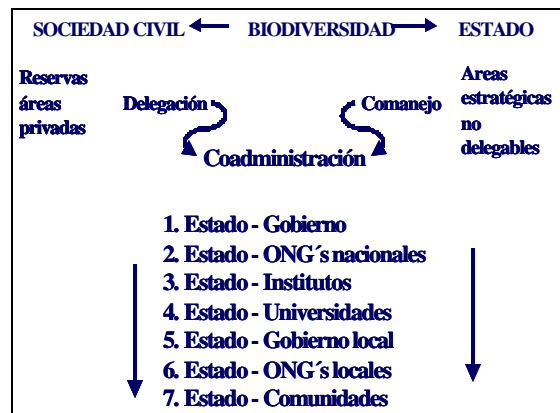 SOCIEDAD CIVIL BIODIVERSIDAD ESTADO
Reservas
áreas
privadas
Delegación
Comanejo
Areas
estratégicas
no
delegables
Coadministración
1. Estado - Gobierno
2. Estado - ONG´s nacionales
3. Estado - Institutos
4. Estado - Universidades
5. Estado - Gobierno local
6. Estado - ONG´s locales
7. Estado - Comunidades